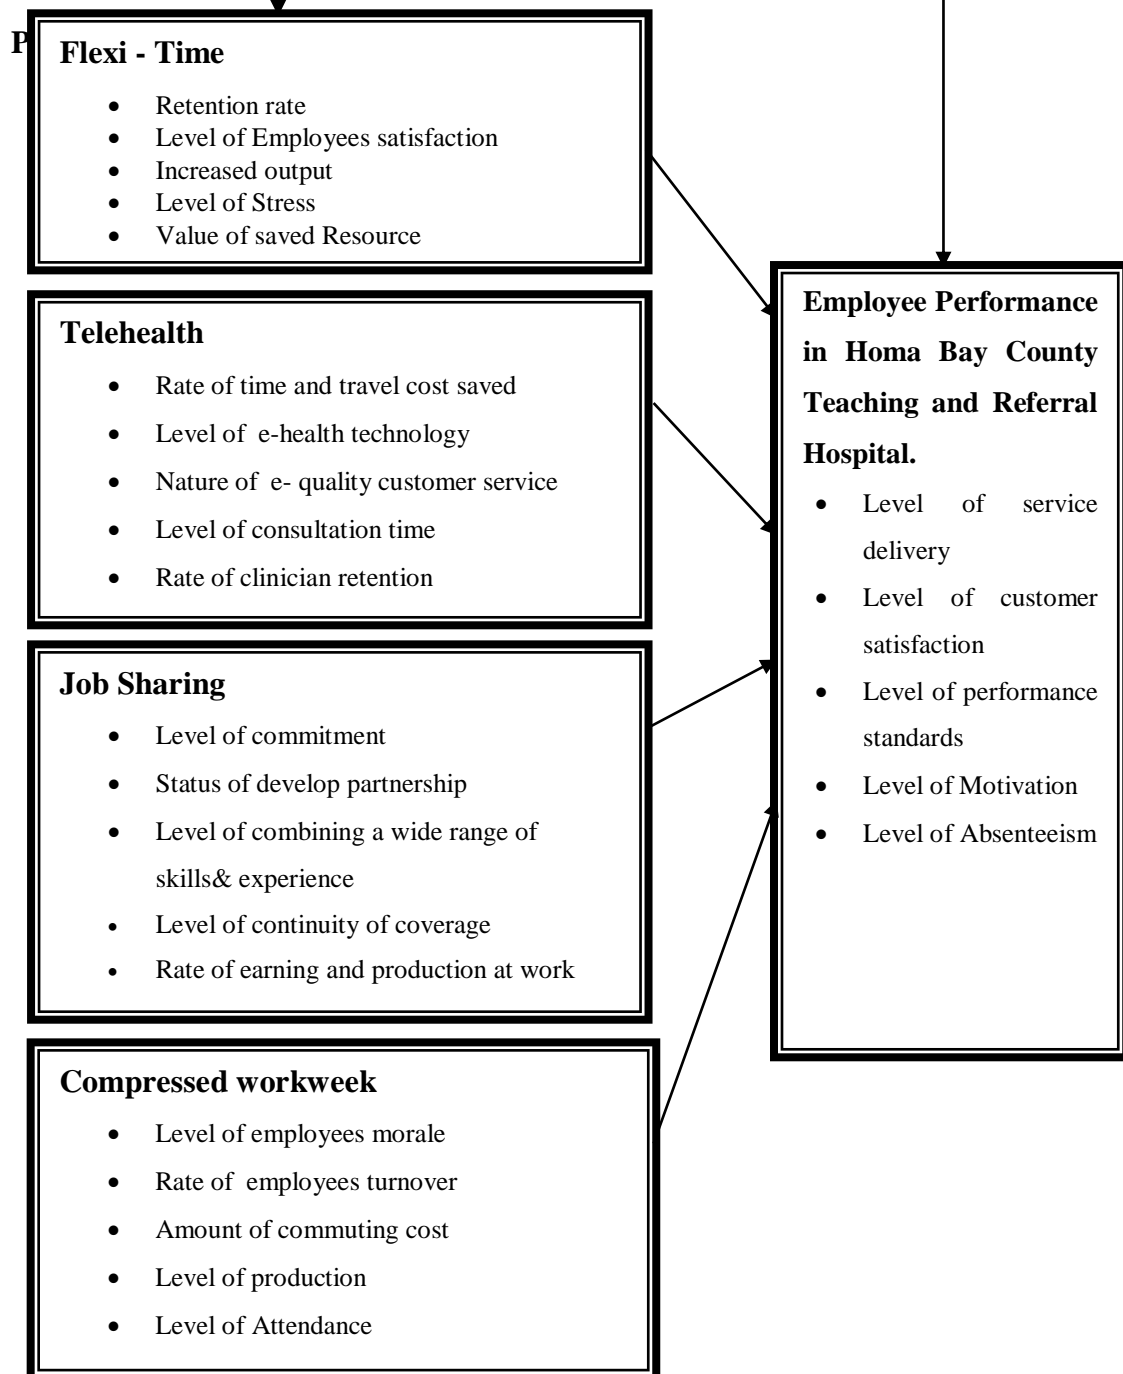 P
Flexi - Time
• Retention rate
• Level of Employees satisfaction
• Increased output
• Level of Stress
• Value of saved Resource
Telehealth
• Rate of time and travel cost saved
• Level of e-health technology
• Nature of e- quality customer service
• Level of consultation time
• Rate of clinician retention
Job Sharing
• Level of commitment
• Status of develop partnership
• Level of combining a wide range of
skills& experience
• Level of continuity of coverage
• Rate of earning and production at work
Compressed workweek
• Level of employees morale
• Rate of employees turnover
• Amount of commuting cost
• Level of production
• Level of Attendance
Employee Performance
in Homa Bay County
Teaching and Referral
Hospital.
• Level of service
delivery
• Level of customer
satisfaction
• Level of performance
standards
• Level of Motivation
• Level of Absenteeism